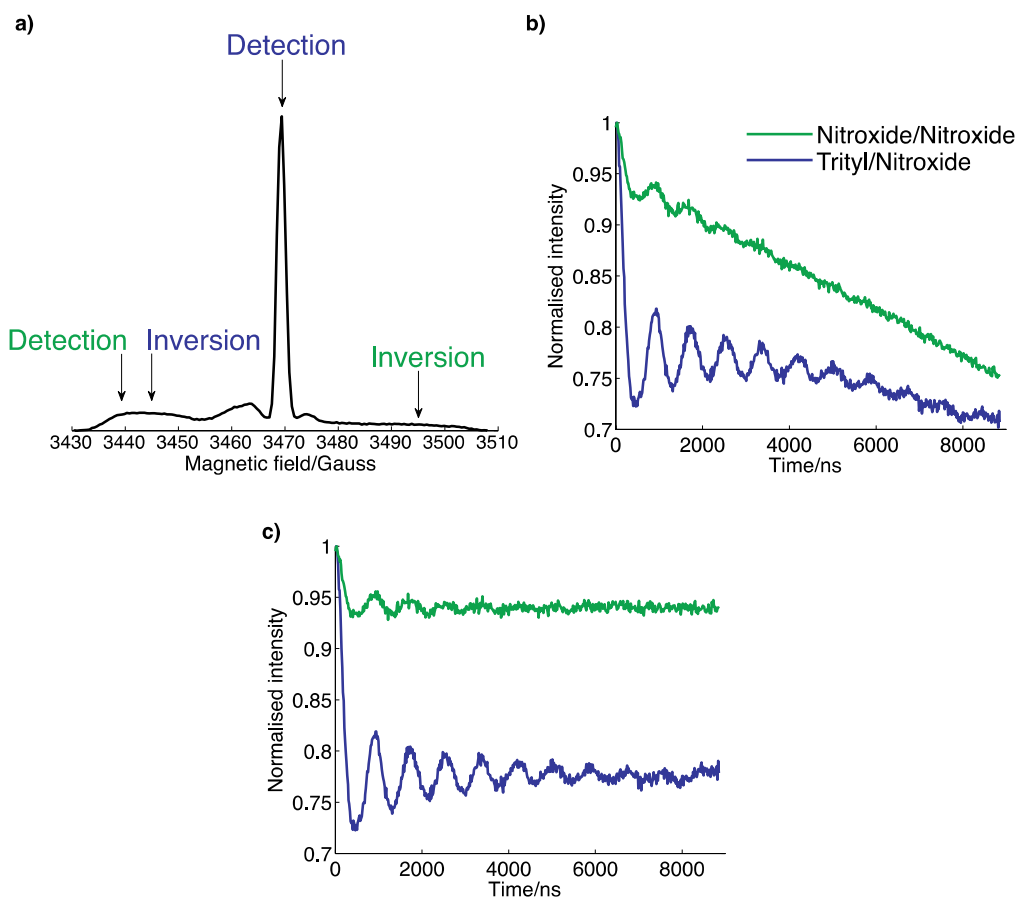 a)
Detection
Detection
Inversion
Inversion
3430 3440 3450 3460 3470 3480 3490 3500 3510
Magnetic field/Gauss
b)
Nitroxide/Nitroxide
Trityl/Nitroxide
1
0.95
0.9
0.85
0.8
0.75
0.7
Normalised intensity
0 2000 4000 6000 8000
Time/ns
c)
1
0.95
0.9
0.85
0.8
0.75
0.7
Normalised intensity
0 2000 4000 6000 8000
Time/ns